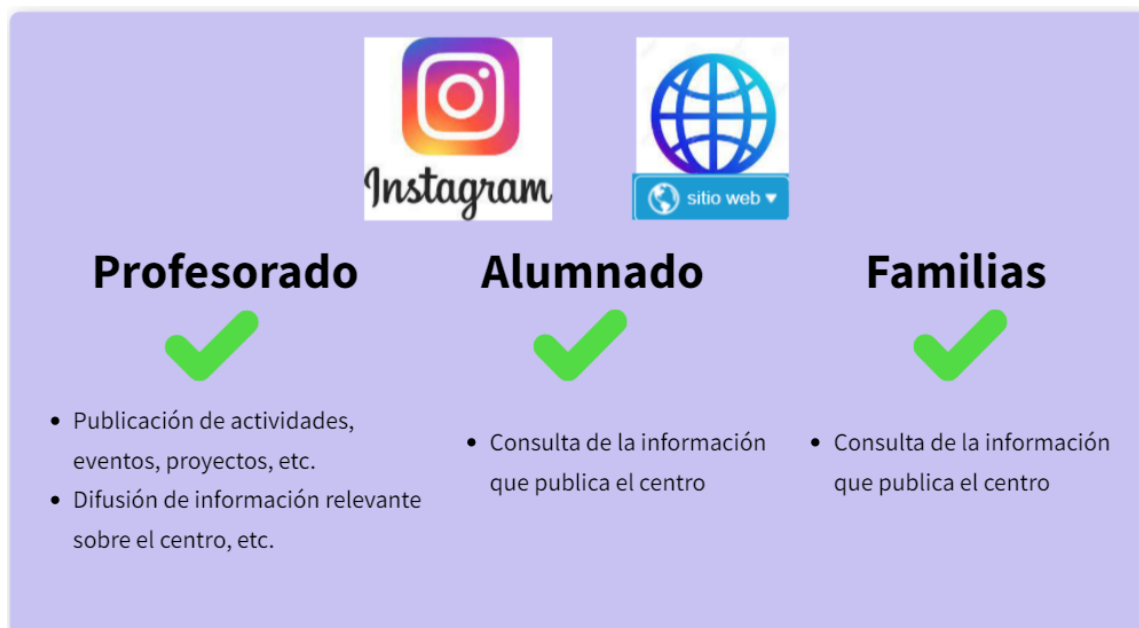 Instagram
sitio web
Profesorado
Alumnado
Familias
• Publicación de actividades,
eventos, proyectos, etc.
• Difusión de información relevante
sobre el centro, etc.
• Consulta de la información
que publica el centro
• Consulta de la información
que publica el centro